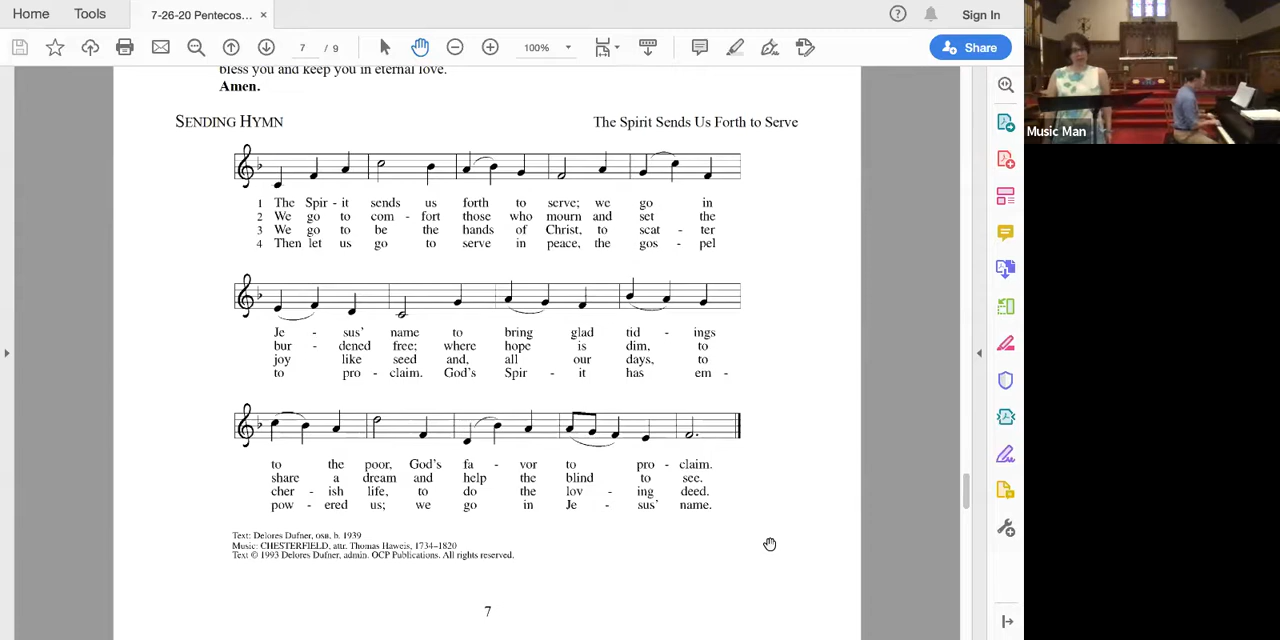 Home Tools 7-26-20 Pentecos... × Sign In
7 / 9 100% Share
bless you and keep you in eternal love.
Amen.
SENDING HYMN The Spirit Sends Us Forth to Serve
1 The Spir - it sends us forth to serve; we go in
2 We go to com - fort those who mourn and set the
3 We go to be the hands of Christ, to scat - ter
4 Then let us go to serve in peace, the gos - pel
Je - sus' name to bring glad tid - ings
bur - dened free; where hope is dim, to
joy like seed and, all our days, to
to pro - claim. God's Spir - it has em -
to the poor, God's fa - vor to pro - claim.
share a dream and help the blind to see.
cher - ish life, to do the lov - ing deed.
pow - ered us; we go in Je - sus' name.
Text: Delores Dufner, OSB, b. 1939
Music: CHESTERFIELD, attr. Thomas Haweis, 1734–1820
Text © 1993 Delores Dufner, admin. OCP Publications. All rights reserved.
7
Music Man